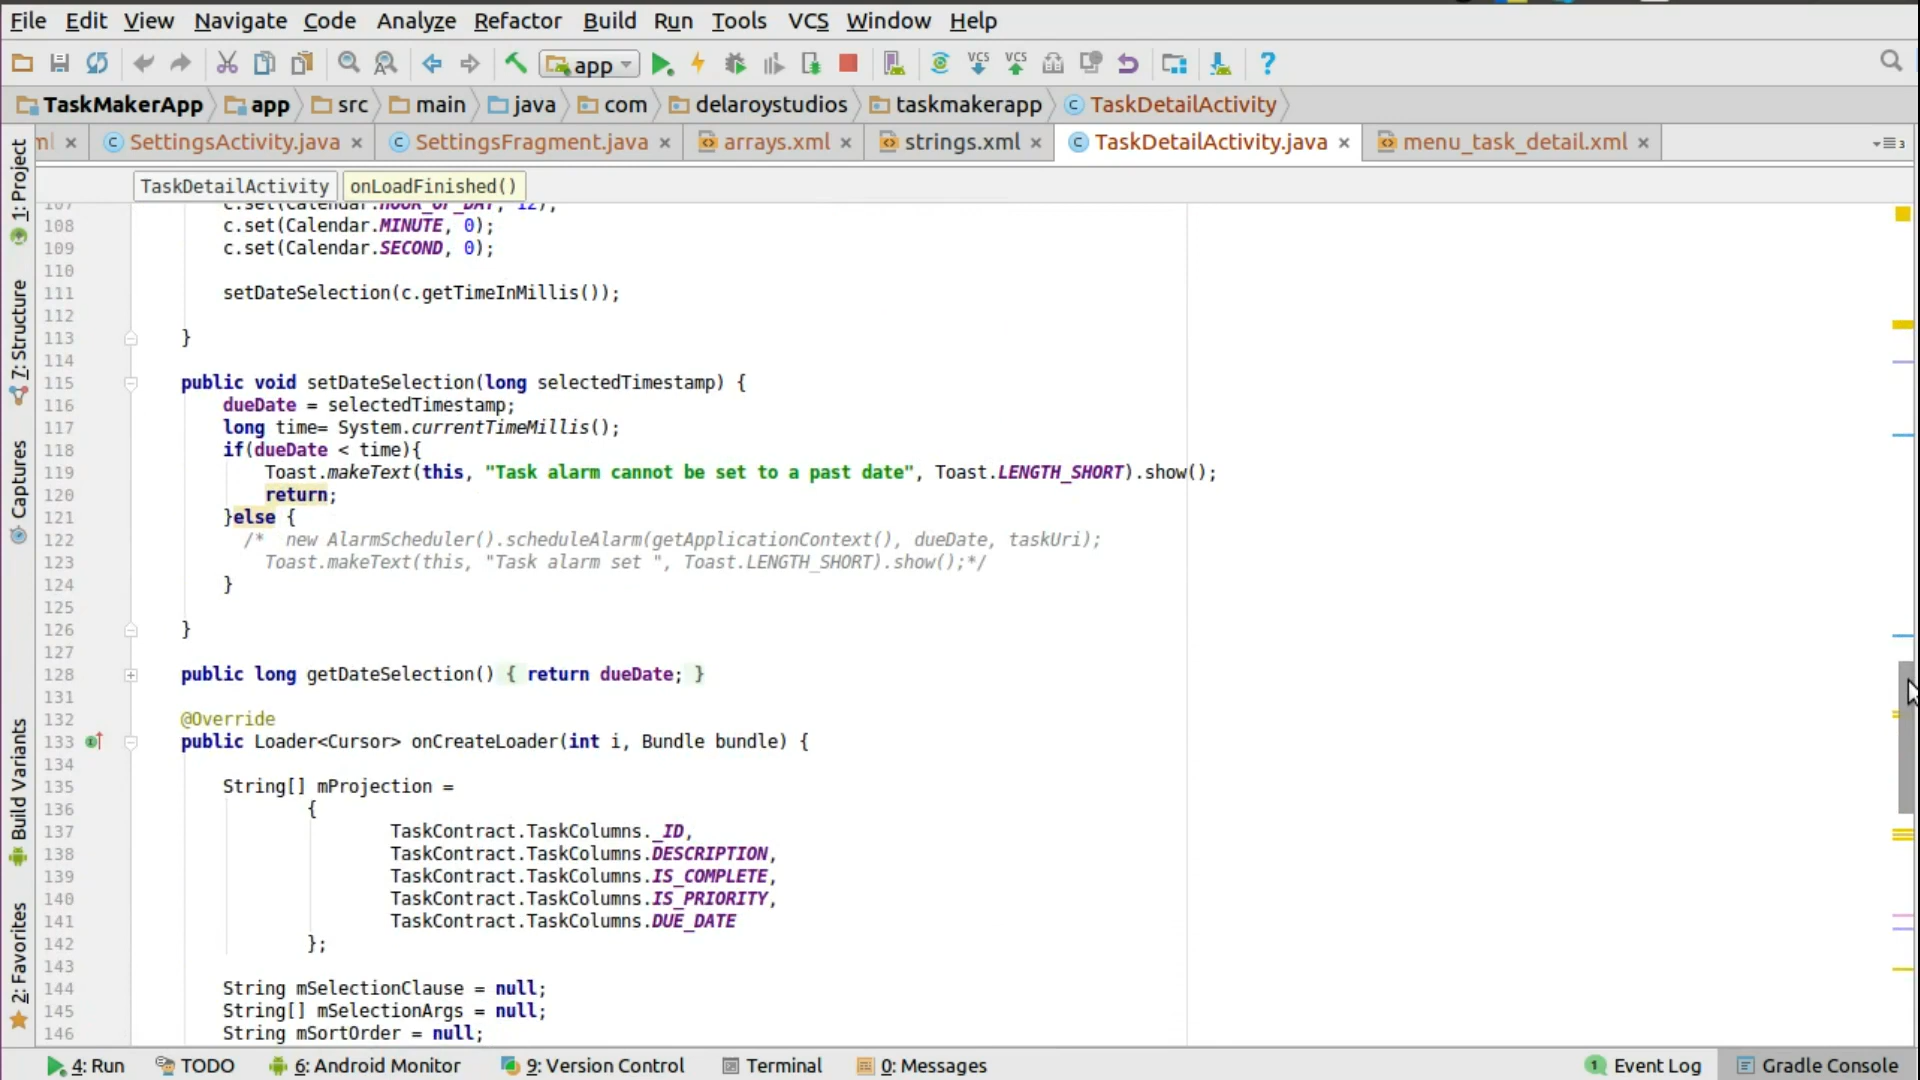 File Edit View Navigate Code Analyze Refactor Build Run Tools VCS Window Help
app VCS VCS ?
TaskMakerApp app src main java com delaroystudios taskmakerapp TaskDetailActivity
ml SettingsActivity.java SettingsFragment.java arrays.xml strings.xml TaskDetailActivity.java menu_task_detail.xml 3
TaskDetailActivity onLoadFinished()
1: Project
7: Structure
Captures
Build Variants
2: Favorites
107 c.set(Calendar.HOUR_OF_DAY, 12);
108 c.set(Calendar.MINUTE, 0);
109 c.set(Calendar.SECOND, 0);
110
111 setDateSelection(c.getTimeInMillis());
112
113 }
114
115 public void setDateSelection(long selectedTimestamp) {
116 dueDate = selectedTimestamp;
117 long time= System.currentTimeMillis();
118 if(dueDate < time){
119 Toast.makeText(this, "Task alarm cannot be set to a past date", Toast.LENGTH_SHORT).show();
120 return;
121 }else {
122 /* new AlarmScheduler().scheduleAlarm(getApplicationContext(), dueDate, taskUri);
123 Toast.makeText(this, "Task alarm set ", Toast.LENGTH_SHORT).show();*/
124 }
125
126 }
127
128 public long getDateSelection() { return dueDate; }
131
132 @Override
133 public Loader<Cursor> onCreateLoader(int i, Bundle bundle) {
134
135 String[] mProjection =
136 {
137 TaskContract.TaskColumns._ID,
138 TaskContract.TaskColumns.DESCRIPTION,
139 TaskContract.TaskColumns.IS_COMPLETE,
140 TaskContract.TaskColumns.IS_PRIORITY,
141 TaskContract.TaskColumns.DUE_DATE
142 };
143
144 String mSelectionClause = null;
145 String[] mSelectionArgs = null;
146 String mSortOrder = null;
4: Run TODO 6: Android Monitor 9: Version Control Terminal 0: Messages 1 Event Log Gradle Console